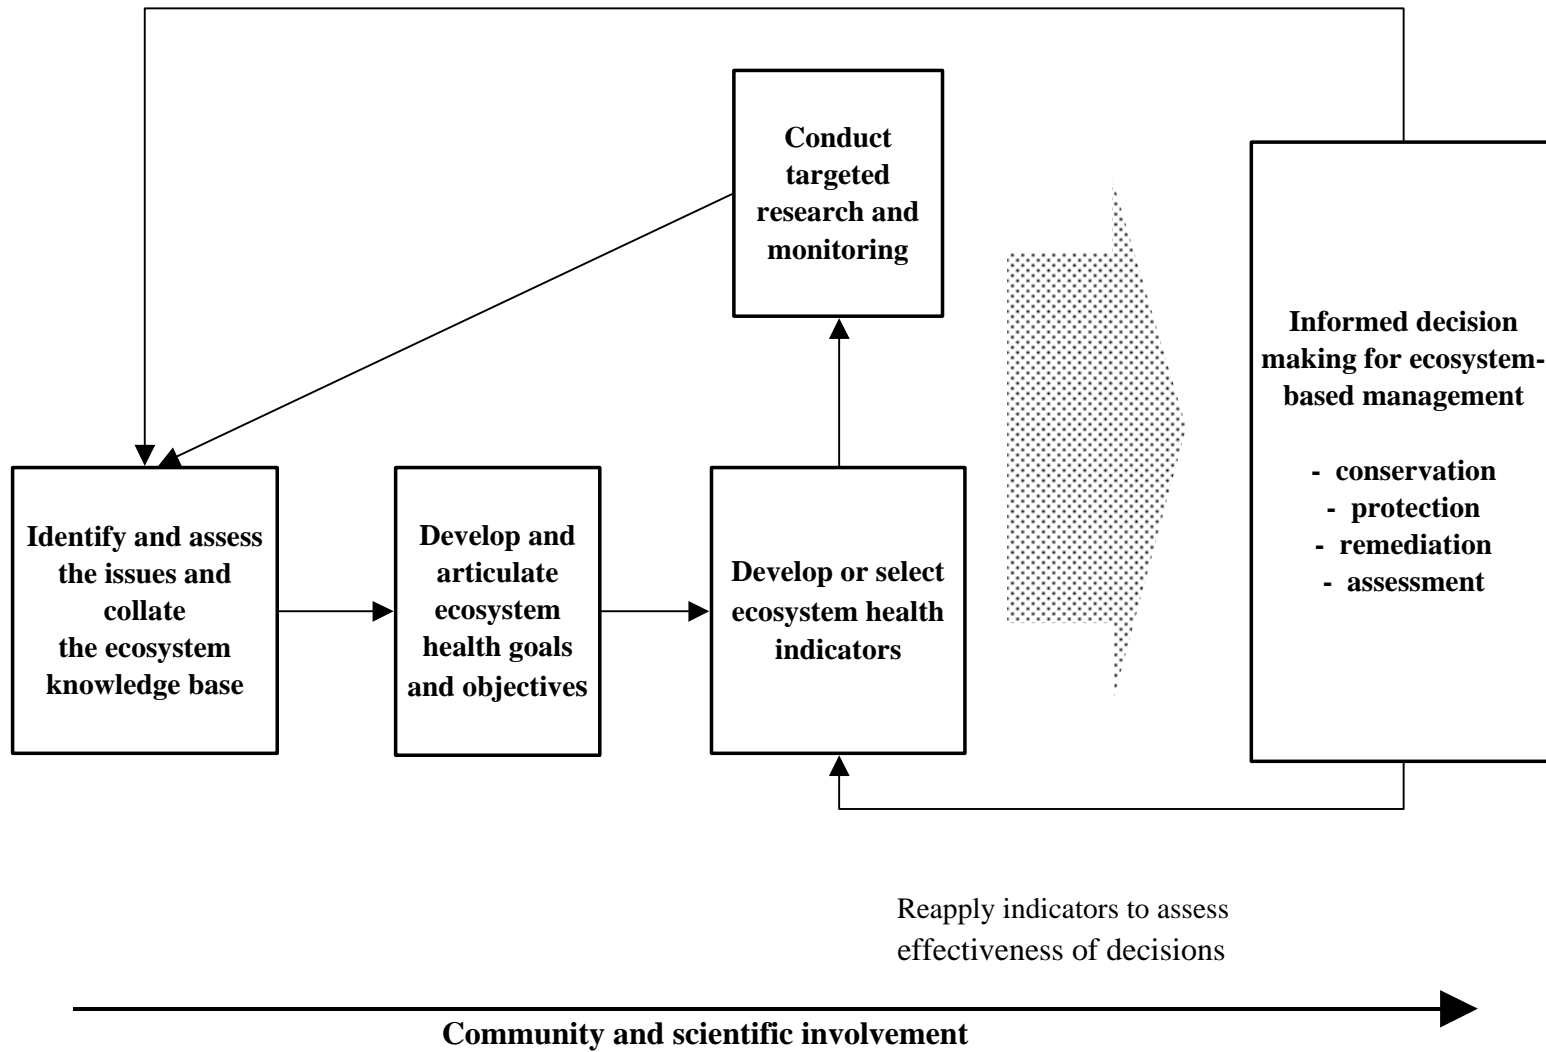 Conduct
targeted
research and
monitoring
Informed decision
making for ecosystem-
based management
- conservation
- protection
- remediation
- assessment
Identify and assess
the issues and
collate
the ecosystem
knowledge base
Develop and
articulate
ecosystem
health goals
and objectives
Develop or select
ecosystem health
indicators
Reapply indicators to assess
effectiveness of decisions
Community and scientific involvement